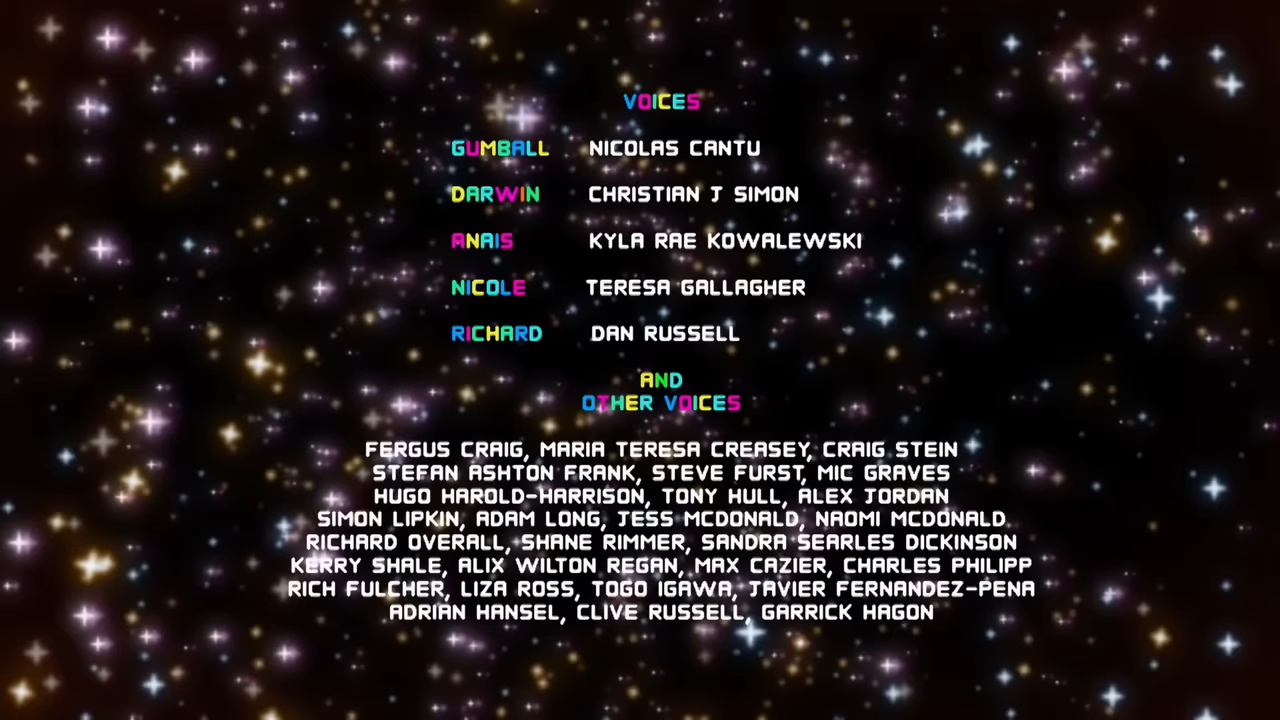 VOICES
GUMBALL NICOLAS CANTU
DARWIN CHRISTIAN J SIMON
ANAIS KYLA RAE KOWALEWSKI
NICOLE TERESA GALLAGHER
RICHARD DAN RUSSELL
AND
OTHER VOICES
FERGUS CRAIG, MARIA TERESA CREASEY, CRAIG STEIN
STEFAN ASHTON FRANK, STEVE FURST, MIC GRAVES
HUGO HAROLD-HARRISON, TONY HULL, ALEX JORDAN
SIMON LIPKIN, ADAM LONG, JESS MCDONALD, NAOMI MCDONALD
RICHARD OVERALL, SHANE RIMMER, SANDRA SEARLES DICKINSON
KERRY SHALE, ALIX WILTON REGAN, MAX CAZIER, CHARLES PHILIPP
RICH FULCHER, LIZA ROSS, TOGO IGAWA, JAVIER FERNANDEZ-PENA
ADRIAN HANSEL, CLIVE RUSSELL, GARRICK HAGON